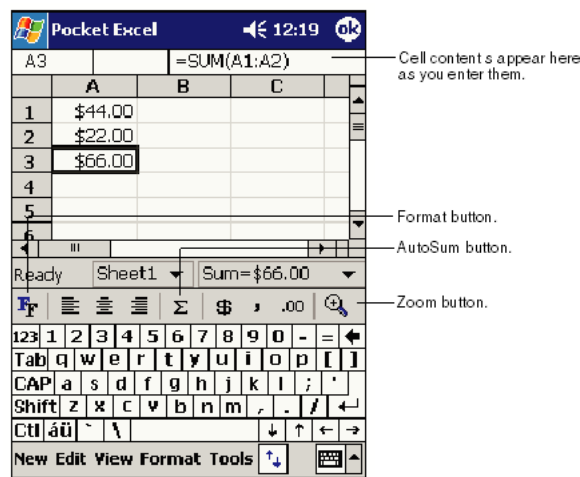 Pocket Excel 12:19 ok
A3 =SUM(A1:A2)
Cell content s appear here
as you enter them.
A B C
1 $44.00
2 $22.00
3 $66.00
4
5
6
Format button.
AutoSum button.
Ready Sheet1 Sum=$66.00
FF Σ $ , .00
Zoom button.
123 1 2 3 4 5 6 7 8 9 0 - =
Tab q w e r t y u i o p [ ]
CAP a s d f g h j k l ; '
Shift z x c v b n m , . /
Ctl áü ` \
New Edit View Format Tools